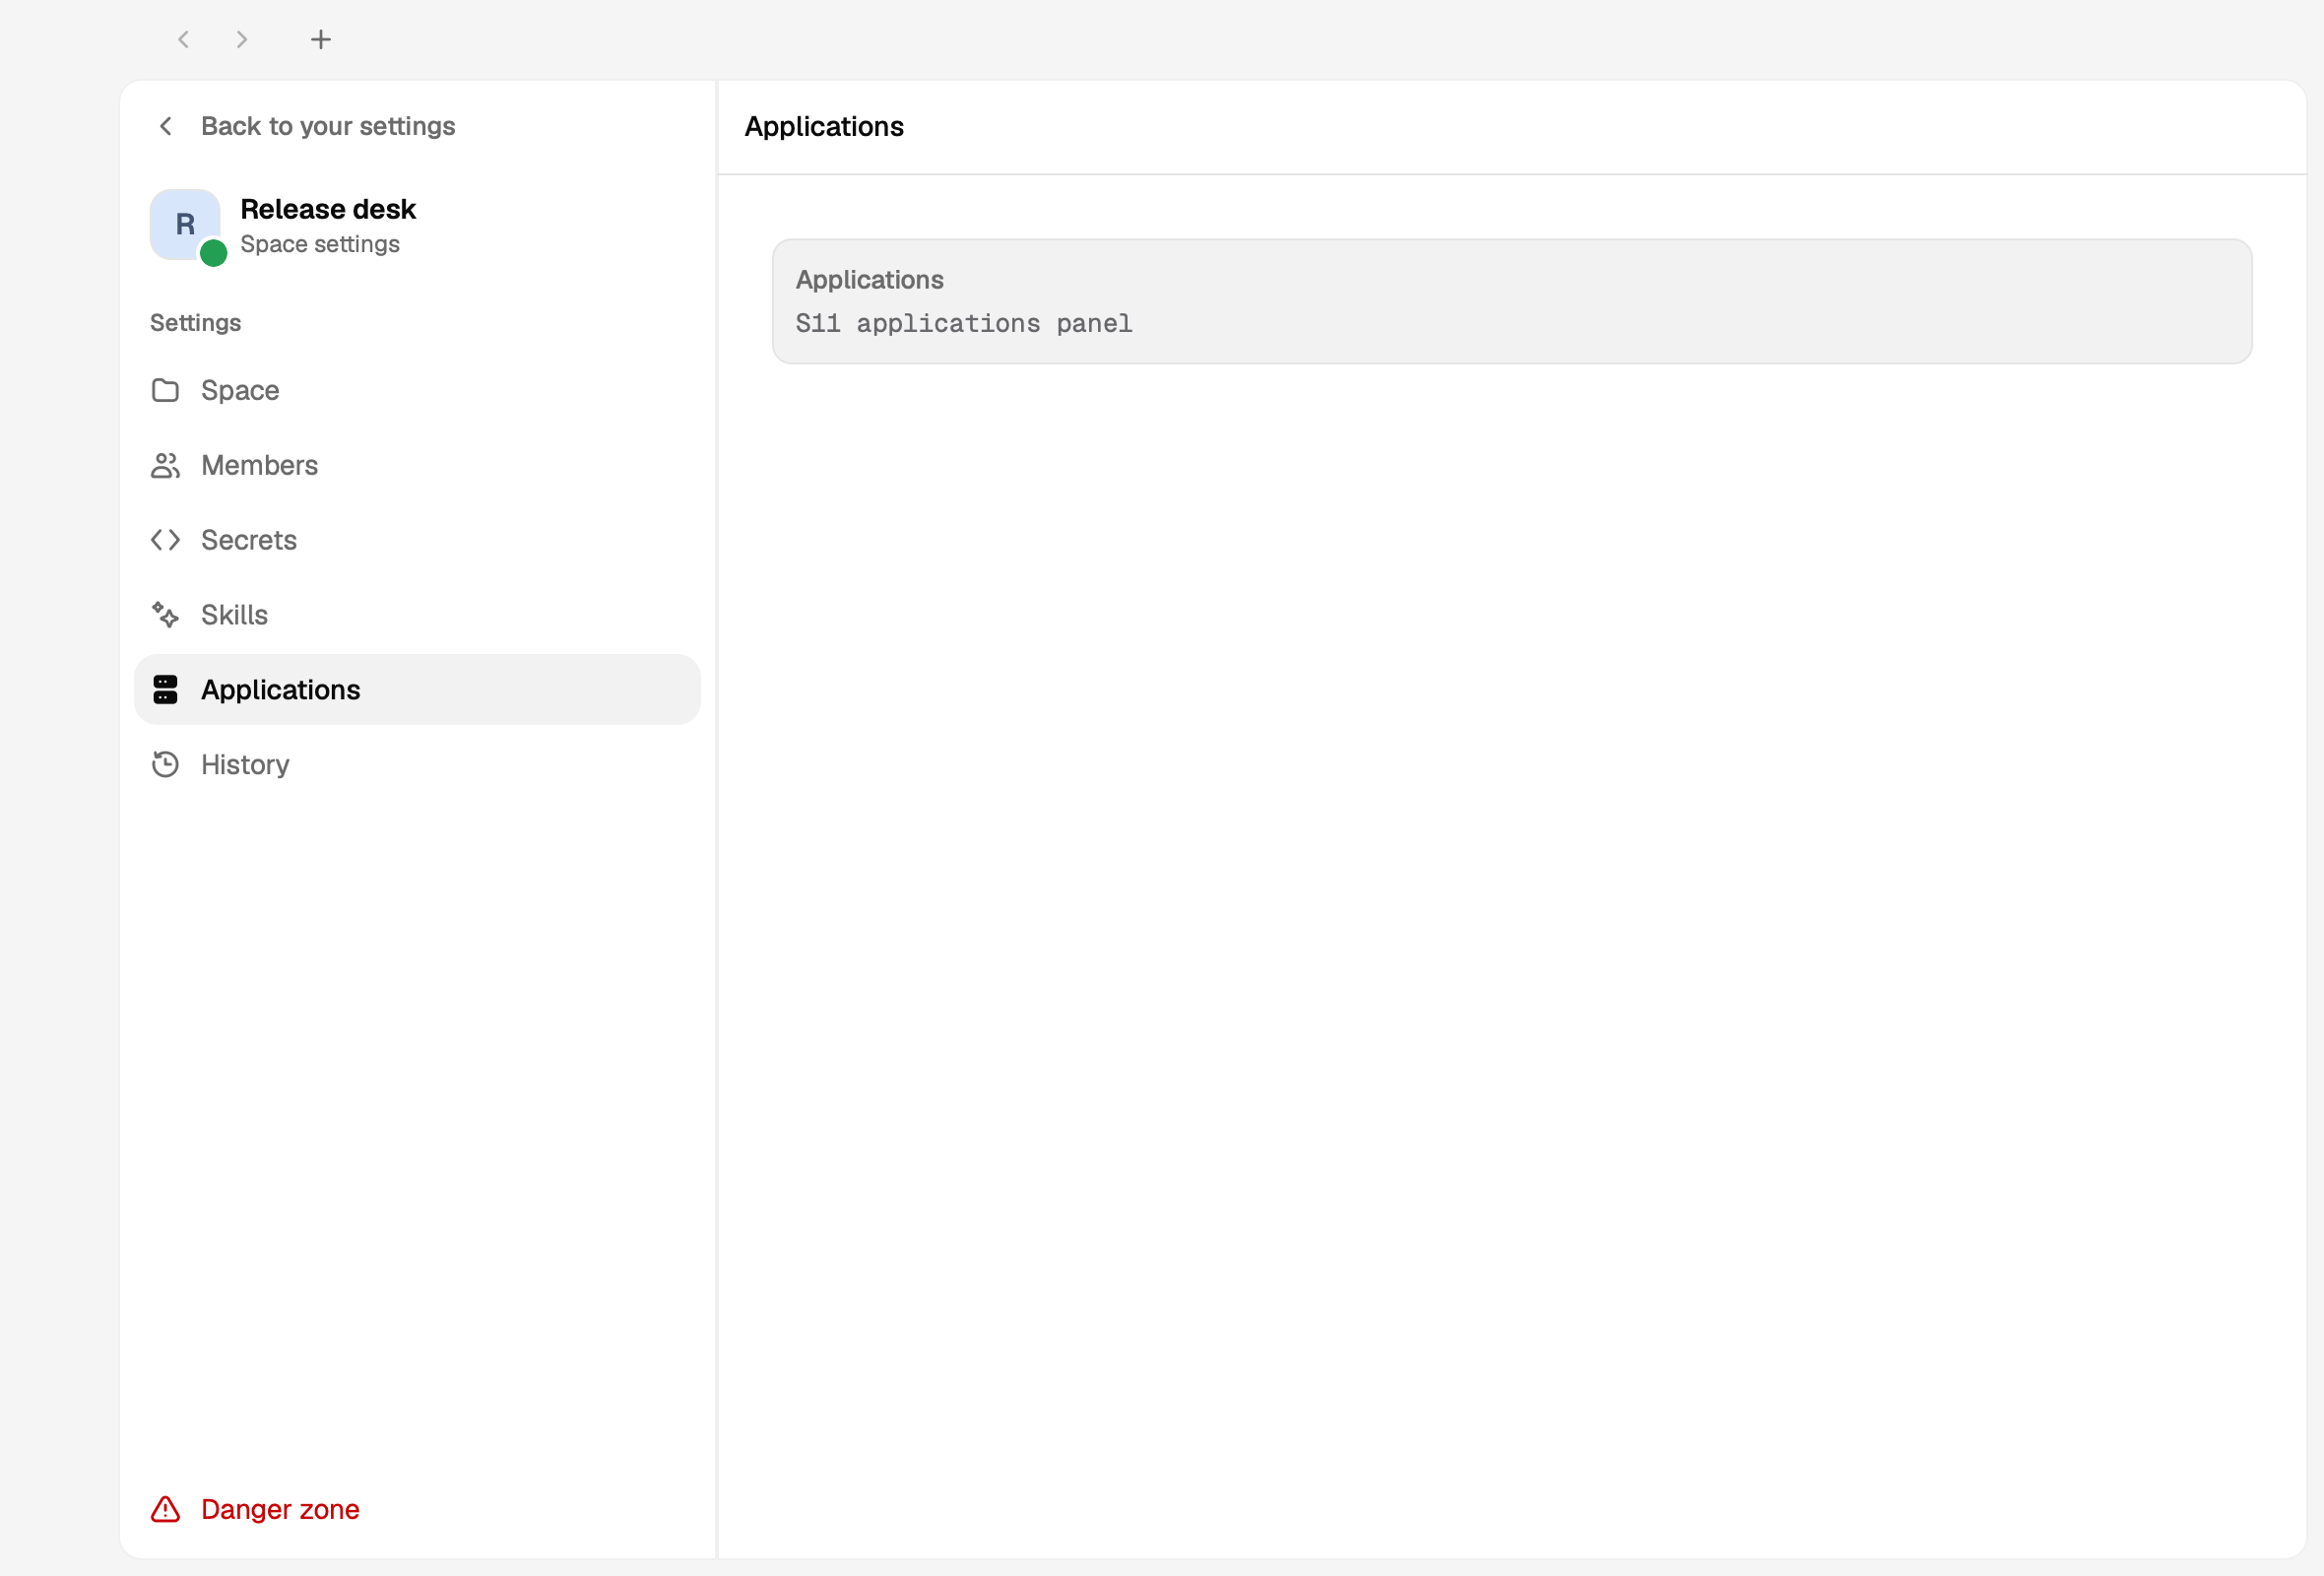 Back to your settings
R
Release desk
Space settings
Settings
Space
Members
Secrets
Skills
Applications
History
Danger zone
Applications
Applications
S11 applications panel